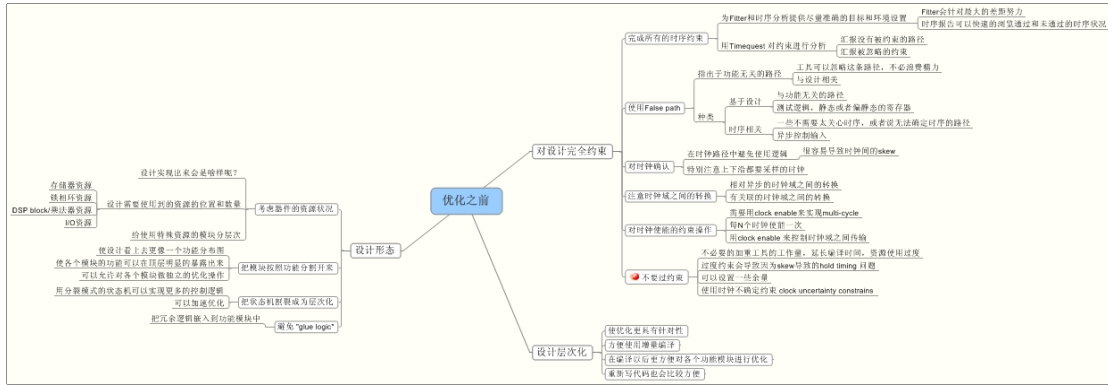 优化之前
对设计完全约束
完成所有的时序约束
为Fitter和时序分析提供尽量准确的目标和环境设置
Fitter会针对最大的差距努力
时序报告可以快速的浏览通过和未通过的时序状况
用Timequest 对约束进行分析
汇报没有被约束的路径
汇报被忽略的约束
使用False path
指出于功能无关的路径
工具可以忽略这条路径，不必浪费精力
与设计相关
种类
基于设计
与功能无关的路径
测试逻辑，静态或者偏静态的寄存器
时序相关
一些不需要太关心时序，或者说无法确定时序的路径
异步控制输入
对时钟确认
在时钟路径中避免使用逻辑
很容易导致时钟间的skew
特别注意上下沿都要采样的时钟
注意时钟域之间的转换
相对异步的时钟域之间的转换
有关联的时钟域之间的转换
对时钟使能的约束操作
需要用clock enable来实现multi-cycle
每N个时钟使能一次
用clock enable 来控制时钟域之间传输
不要过约束
不必要的加重工具的工作量，延长编译时间，资源使用过度
过度约束会导致因为skew导致的hold timing 问题
可以设置一些余量
使用时钟不确定约束 clock uncertainty constrains
设计层次化
使优化更具有针对性
方便使用增量编译
在编译以后更方便对各个功能模块进行优化
重新写代码也会比较方便
设计形态
考虑器件的资源状况
设计实现出来会是啥样呢？
设计需要使用到的资源的位置和数量
存储器资源
锁相环资源
DSP block/乘法器资源
I/O资源
给使用特殊资源的模块分层次
把模块按照功能分割开来
使设计看上去更像一个功能分布图
使各个模块的功能可以在顶层明显的暴露出来
可以允许对各个模块做独立的优化操作
把状态机割裂成为层次化
用分裂模式的状态机可以实现更多的控制逻辑
可以加速优化
避免 "glue logic"
把冗余逻辑嵌入到功能模块中